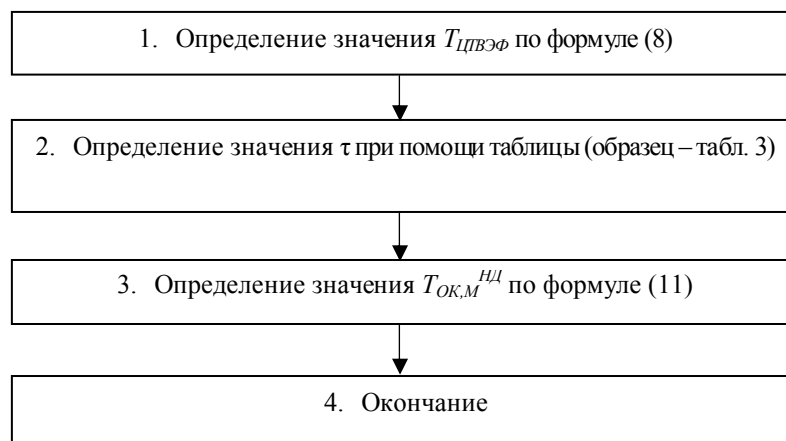 1. Определение значения T_ЦПВЭФ по формуле (8)
2. Определение значения τ при помощи таблицы (образец – табл. 3)
3. Определение значения T_ОК,М^НД по формуле (11)
4. Окончание